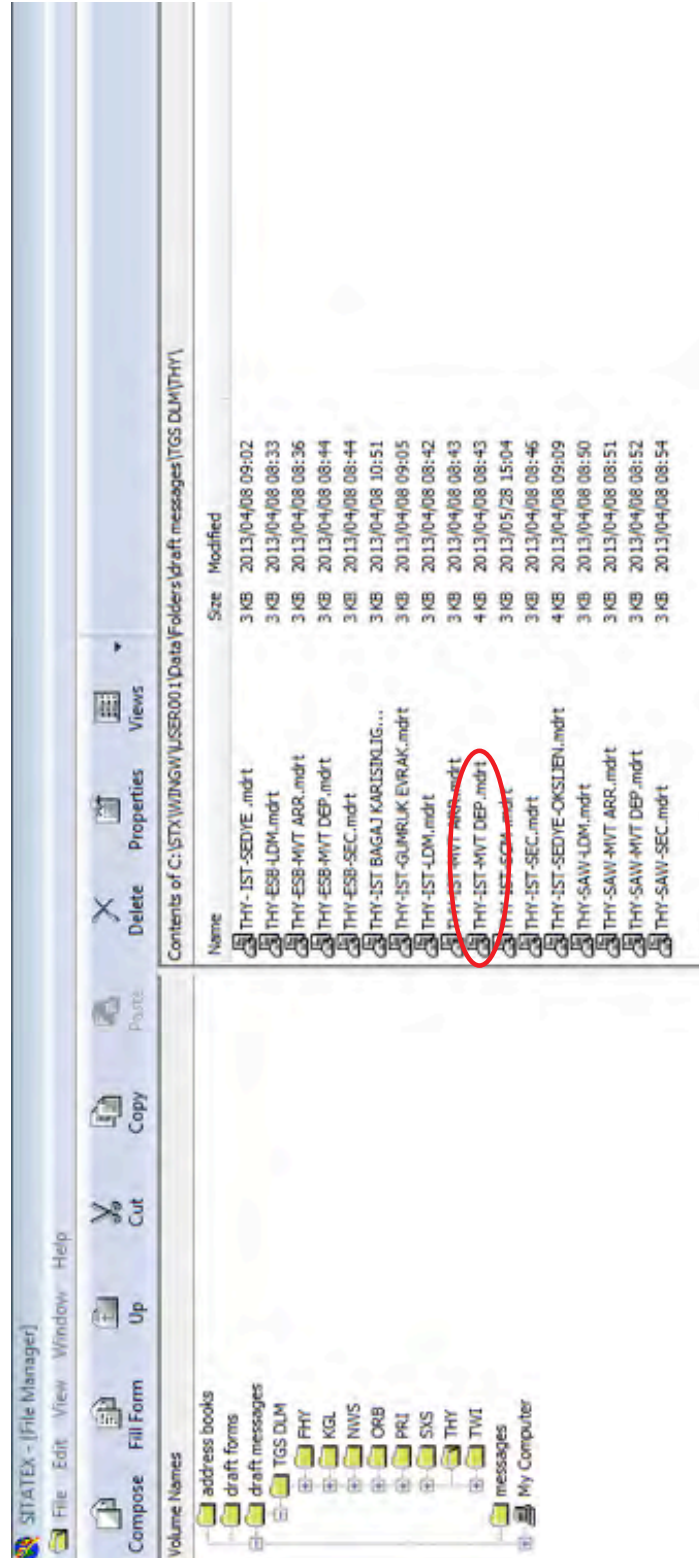 SITATEX - [File Manager]
File Edit View Window Help
Compose Fill Form Up Cut Copy Paste Delete Properties Views
Volume Names
address books
draft forms
draft messages
TGS DLM
FHY
KGL
NWS
ORB
PRI
SXS
THY
TWI
messages
My Computer
Contents of C:\STX\WINGW\USER001\Data\Folders\draft messages\TGS DLM\THY\
Name Size Modified
THY- IST-SEDYE .mdrt 3 KB 2013/04/08 09:02
THY-ESB-LDM.mdrt 3 KB 2013/04/08 08:33
THY-ESB-MVT ARR.mdrt 3 KB 2013/04/08 08:36
THY-ESB-MVT DEP.mdrt 3 KB 2013/04/08 08:44
THY-ESB-SEC.mdrt 3 KB 2013/04/08 08:44
THY-IST BAGAJ KARISIKLIG... 3 KB 2013/04/08 10:51
THY-IST-GUMRUK EVRAK.mdrt 3 KB 2013/04/08 09:05
THY-IST-LDM.mdrt 3 KB 2013/04/08 08:42
THY-IST-MVT ARR.mdrt 3 KB 2013/04/08 08:43
THY-IST-MVT DEP.mdrt 4 KB 2013/04/08 08:43
THY-IST-SCM .mdrt 3 KB 2013/05/28 15:04
THY-IST-SEC.mdrt 3 KB 2013/04/08 08:46
THY-IST-SEDYE-OKSIJEN.mdrt 4 KB 2013/04/08 09:09
THY-SAW-LDM.mdrt 3 KB 2013/04/08 08:50
THY-SAW-MVT ARR.mdrt 3 KB 2013/04/08 08:51
THY-SAW-MVT DEP.mdrt 3 KB 2013/04/08 08:52
THY-SAW-SEC.mdrt 3 KB 2013/04/08 08:54